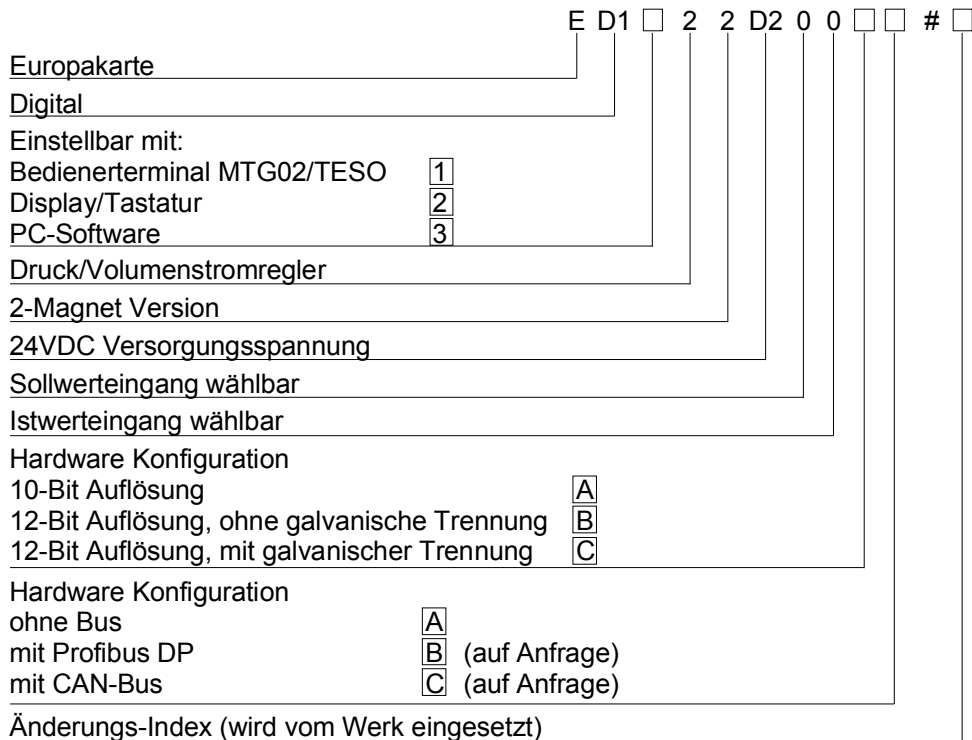 E D1 □ 2 2 D2 0 0 □ □ # □
Europakarte
Digital
Einstellbar mit:
Bedienerterminal MTG02/TESO 1
Display/Tastatur 2
PC-Software 3
Druck/Volumenstromregler
2-Magnet Version
24VDC Versorgungsspannung
Sollwerteingang wählbar
Istwerteingang wählbar
Hardware Konfiguration
10-Bit Auflösung A
12-Bit Auflösung, ohne galvanische Trennung B
12-Bit Auflösung, mit galvanischer Trennung C
Hardware Konfiguration
ohne Bus A
mit Profibus DP B (auf Anfrage)
mit CAN-Bus C (auf Anfrage)
Änderungs-Index (wird vom Werk eingesetzt)